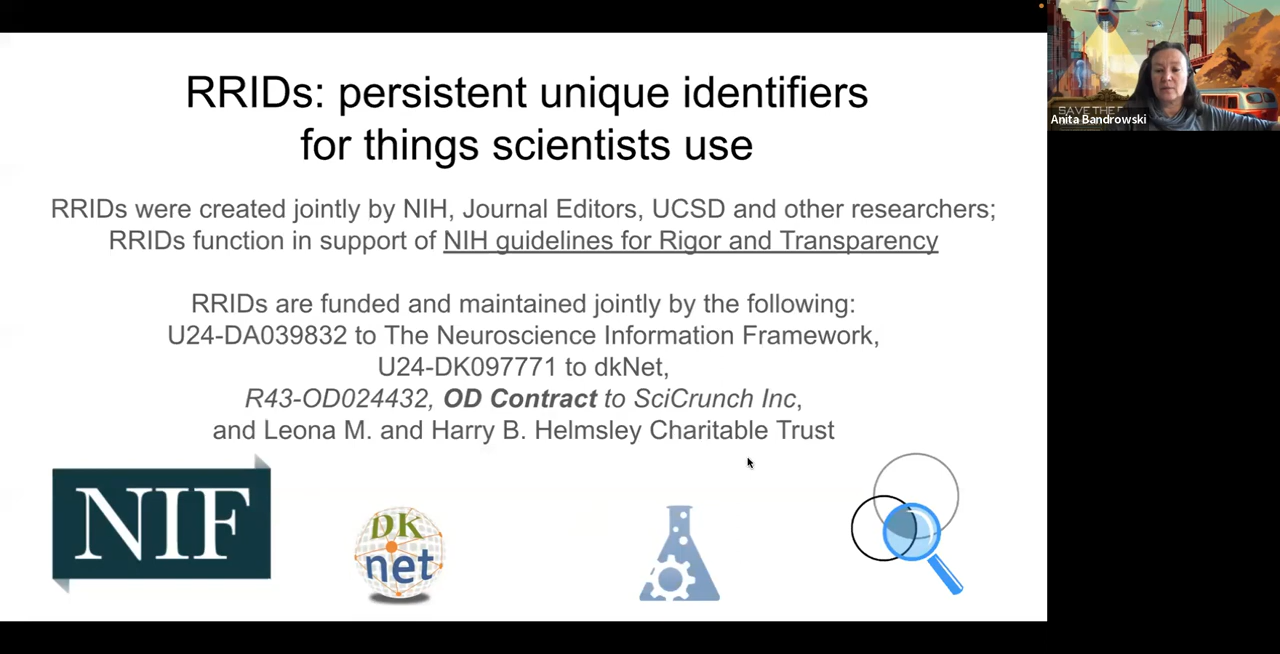 RRIDs: persistent unique identifiers
for things scientists use
RRIDs were created jointly by NIH, Journal Editors, UCSD and other researchers;
RRIDs function in support of NIH guidelines for Rigor and Transparency
RRIDs are funded and maintained jointly by the following:
U24-DA039832 to The Neuroscience Information Framework,
U24-DK097771 to dkNet,
R43-OD024432, OD Contract to SciCrunch Inc,
and Leona M. and Harry B. Helmsley Charitable Trust
NIF
DK
net
SAVE THE
Anita Bandrowski